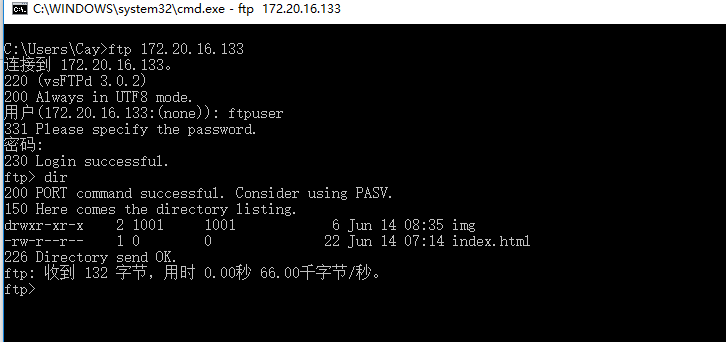 C:\WINDOWS\system32\cmd.exe - ftp 172.20.16.133
C:\Users\Cay>ftp 172.20.16.133
连接到 172.20.16.133。
220 (vsFTPd 3.0.2)
200 Always in UTF8 mode.
用户(172.20.16.133:(none)): ftpuser
331 Please specify the password.
密码:
230 Login successful.
ftp> dir
200 PORT command successful. Consider using PASV.
150 Here comes the directory listing.
drwxr-xr-x    2 1001     1001            6 Jun 14 08:35 img
-rw-r--r--    1 0        0              22 Jun 14 07:14 index.html
226 Directory send OK.
ftp: 收到 132 字节，用时 0.00秒 66.00千字节/秒。
ftp>